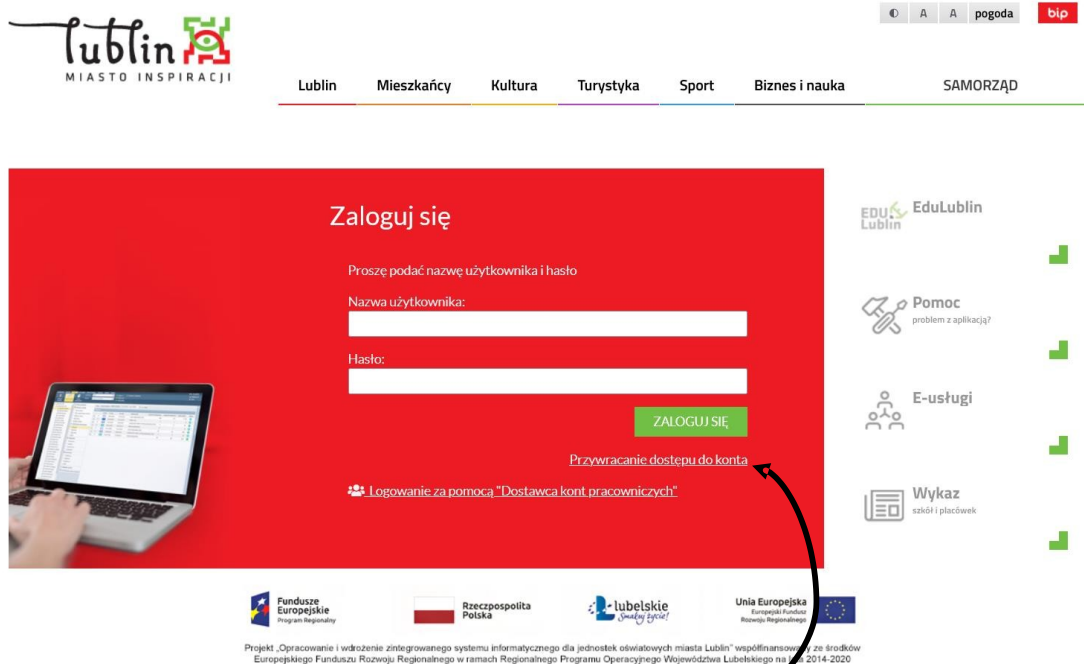 A A pogoda bip
lublin
MIASTO INSPIRACJI
Lublin Mieszkańcy Kultura Turystyka Sport Biznes i nauka SAMORZĄD
Zaloguj się
Proszę podać nazwę użytkownika i hasło
Nazwa użytkownika:
Hasło:
ZALOGUJ SIĘ
Przywracanie dostępu do konta
Logowanie za pomocą "Dostawca kont pracowniczych"
EDU
Lublin
EduLublin
Pomoc
problem z aplikacją?
E-usługi
Wykaz
szkół i placówek
Fundusze
Europejskie
Program Regionalny
Rzeczpospolita
Polska
lubelskie
Smakuj życie!
Unia Europejska
Europejski Fundusz
Rozwoju Regionalnego
Projekt „Opracowanie i wdrożenie zintegrowanego systemu informatycznego dla jednostek oświatowych miasta Lublin" współfinansowany ze środków
Europejskiego Funduszu Rozwoju Regionalnego w ramach Regionalnego Programu Operacyjnego Województwa Lubelskiego na 2014-2020